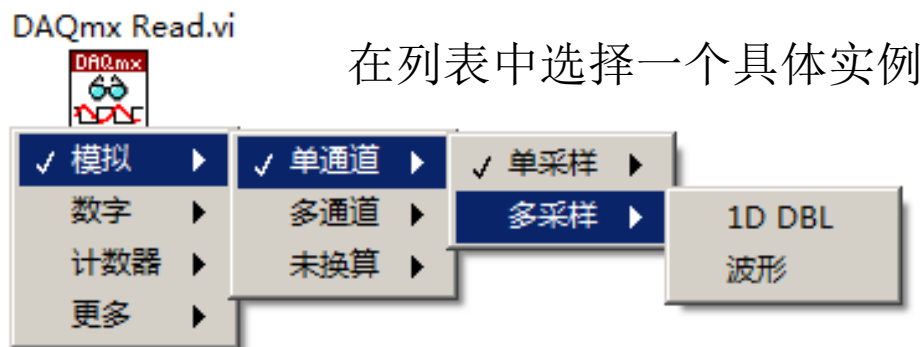 DAQmx Read.vi
在列表中选择一个具体实例
DAQmx
✓ 模拟
数字
计数器
更多
✓ 单通道
多通道
未换算
✓ 单采样
多采样
1D DBL
波形